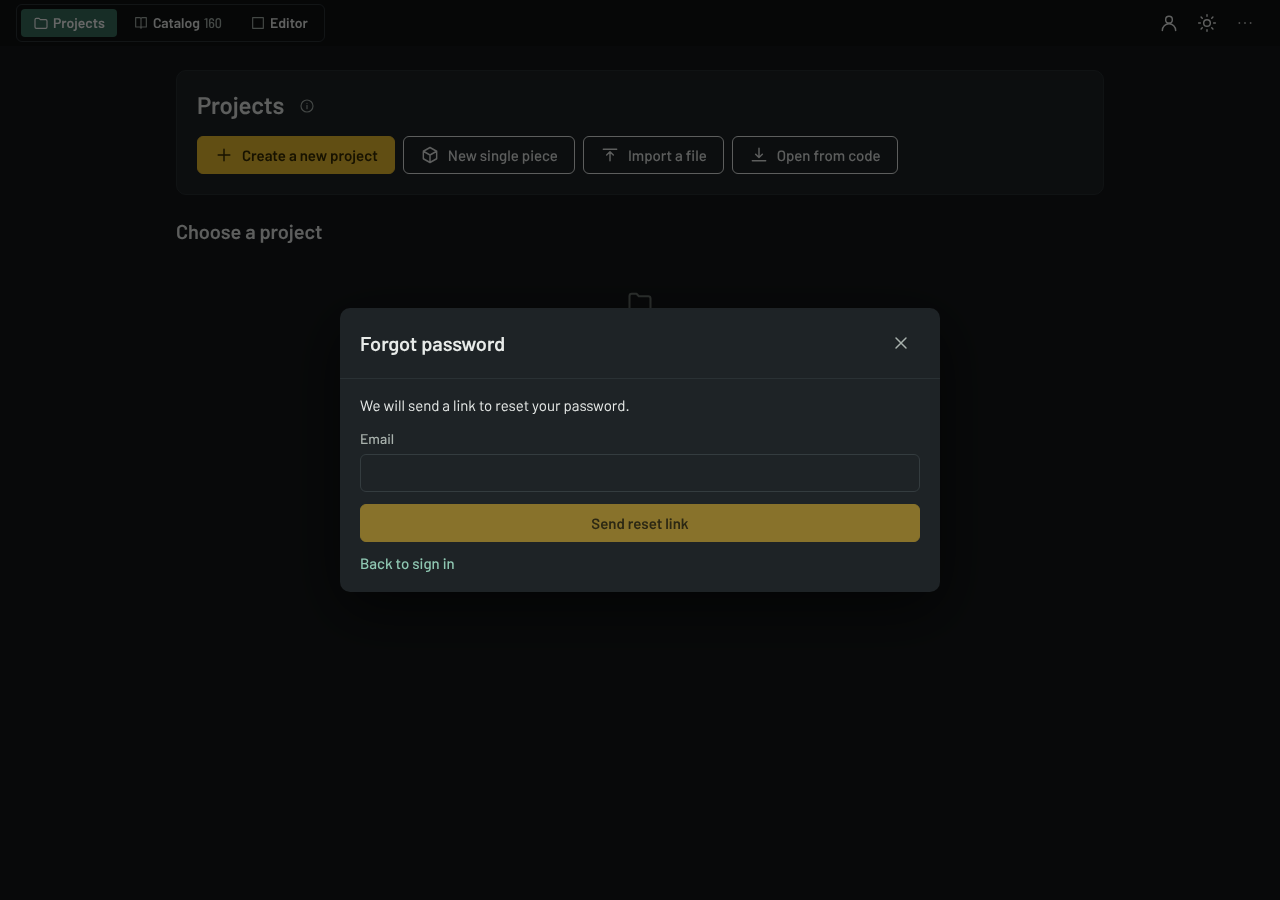 Projects
Catalog 160
Editor
Projects
Create a new project
New single piece
Import a file
Open from code
Choose a project
Forgot password
We will send a link to reset your password.
Email
Send reset link
Back to sign in